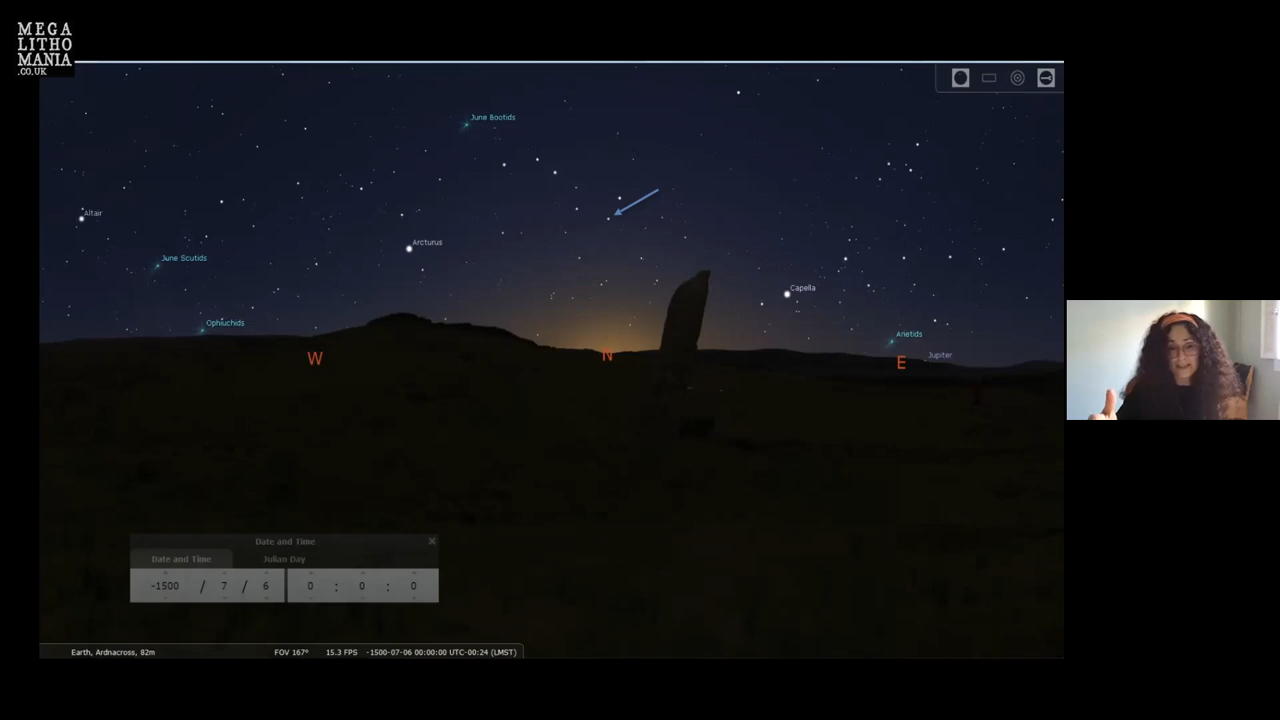 MEGA
LITHO
MANIA
.CO.UK
June Bootids
Altair
Arcturus
June Scutids
Capella
Ophiuchids
Arietids
Jupiter
W
N
E
Date and Time
Date and Time Julian Day
-1500 / 7 / 6 0 : 0 : 0
Earth, Ardnacross, 82m FOV 167° 15.3 FPS -1500-07-06 00:00:00 UTC-00:24 (LMST)